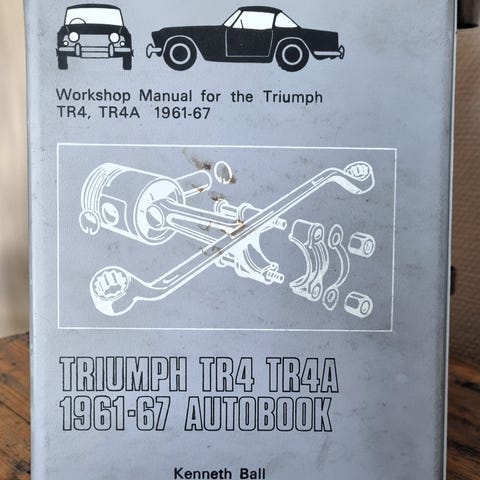 Workshop Manual for the Triumph
TR4, TR4A 1961-67
TRIUMPH TR4 TR4A
1961-67 AUTOBOOK
Kenneth Ball